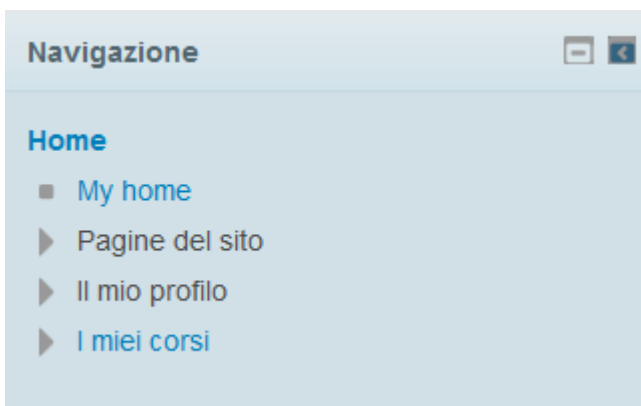 Navigazione
Home
My home
Pagine del sito
Il mio profilo
I miei corsi